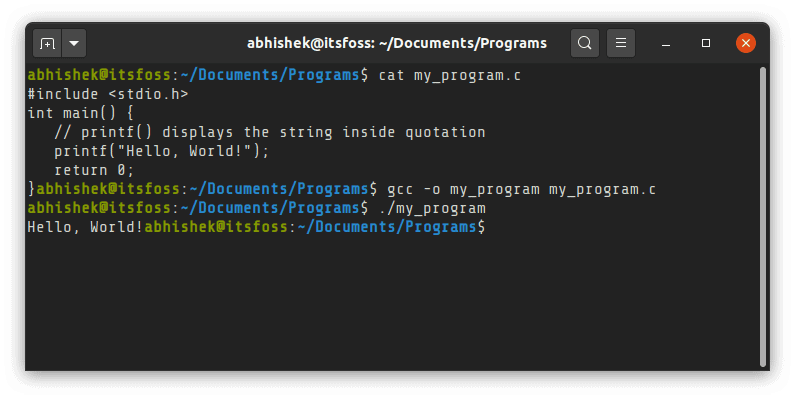 abhishek@itsfoss: ~/Documents/Programs
abhishek@itsfoss:~/Documents/Programs$ cat my_program.c
#include <stdio.h>
int main() {
   // printf() displays the string inside quotation
   printf("Hello, World!");
   return 0;
}abhishek@itsfoss:~/Documents/Programs$ gcc -o my_program my_program.c
abhishek@itsfoss:~/Documents/Programs$ ./my_program
Hello, World!abhishek@itsfoss:~/Documents/Programs$